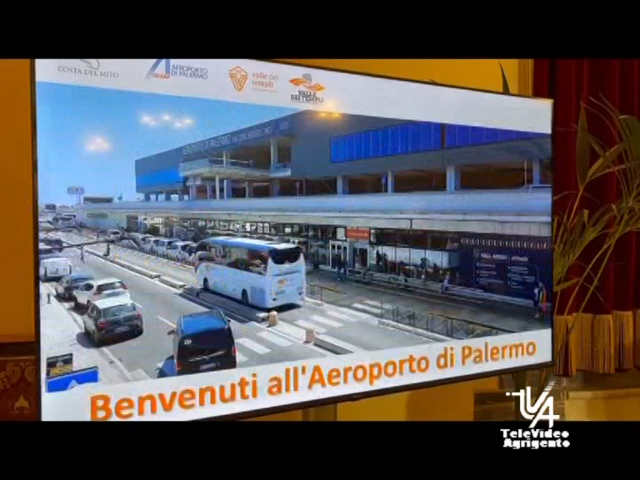 COSTA DEL MITO
AEROPORTO
DI PALERMO
valle dei
templi
VALLE
DEI TEMPLI
AEROPORTO DI PALERMO
Benvenuti all'Aeroporto di Palermo
TVA
TeleVideo
Agrigento